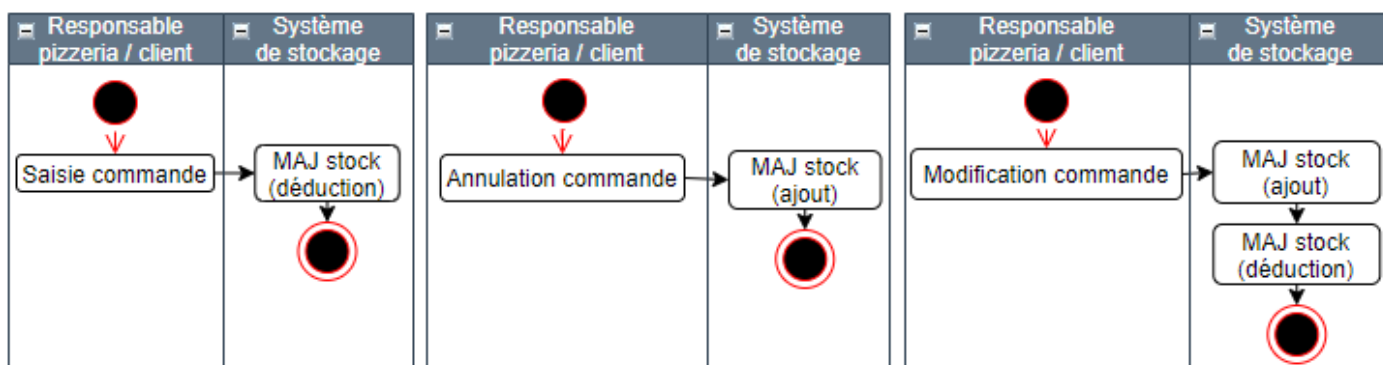 Responsable
pizzeria / client
Système
de stockage
Saisie commande
MAJ stock
(déduction)
Responsable
pizzeria / client
Système
de stockage
Annulation commande
MAJ stock
(ajout)
Responsable
pizzeria / client
Système
de stockage
Modification commande
MAJ stock
(ajout)
MAJ stock
(déduction)